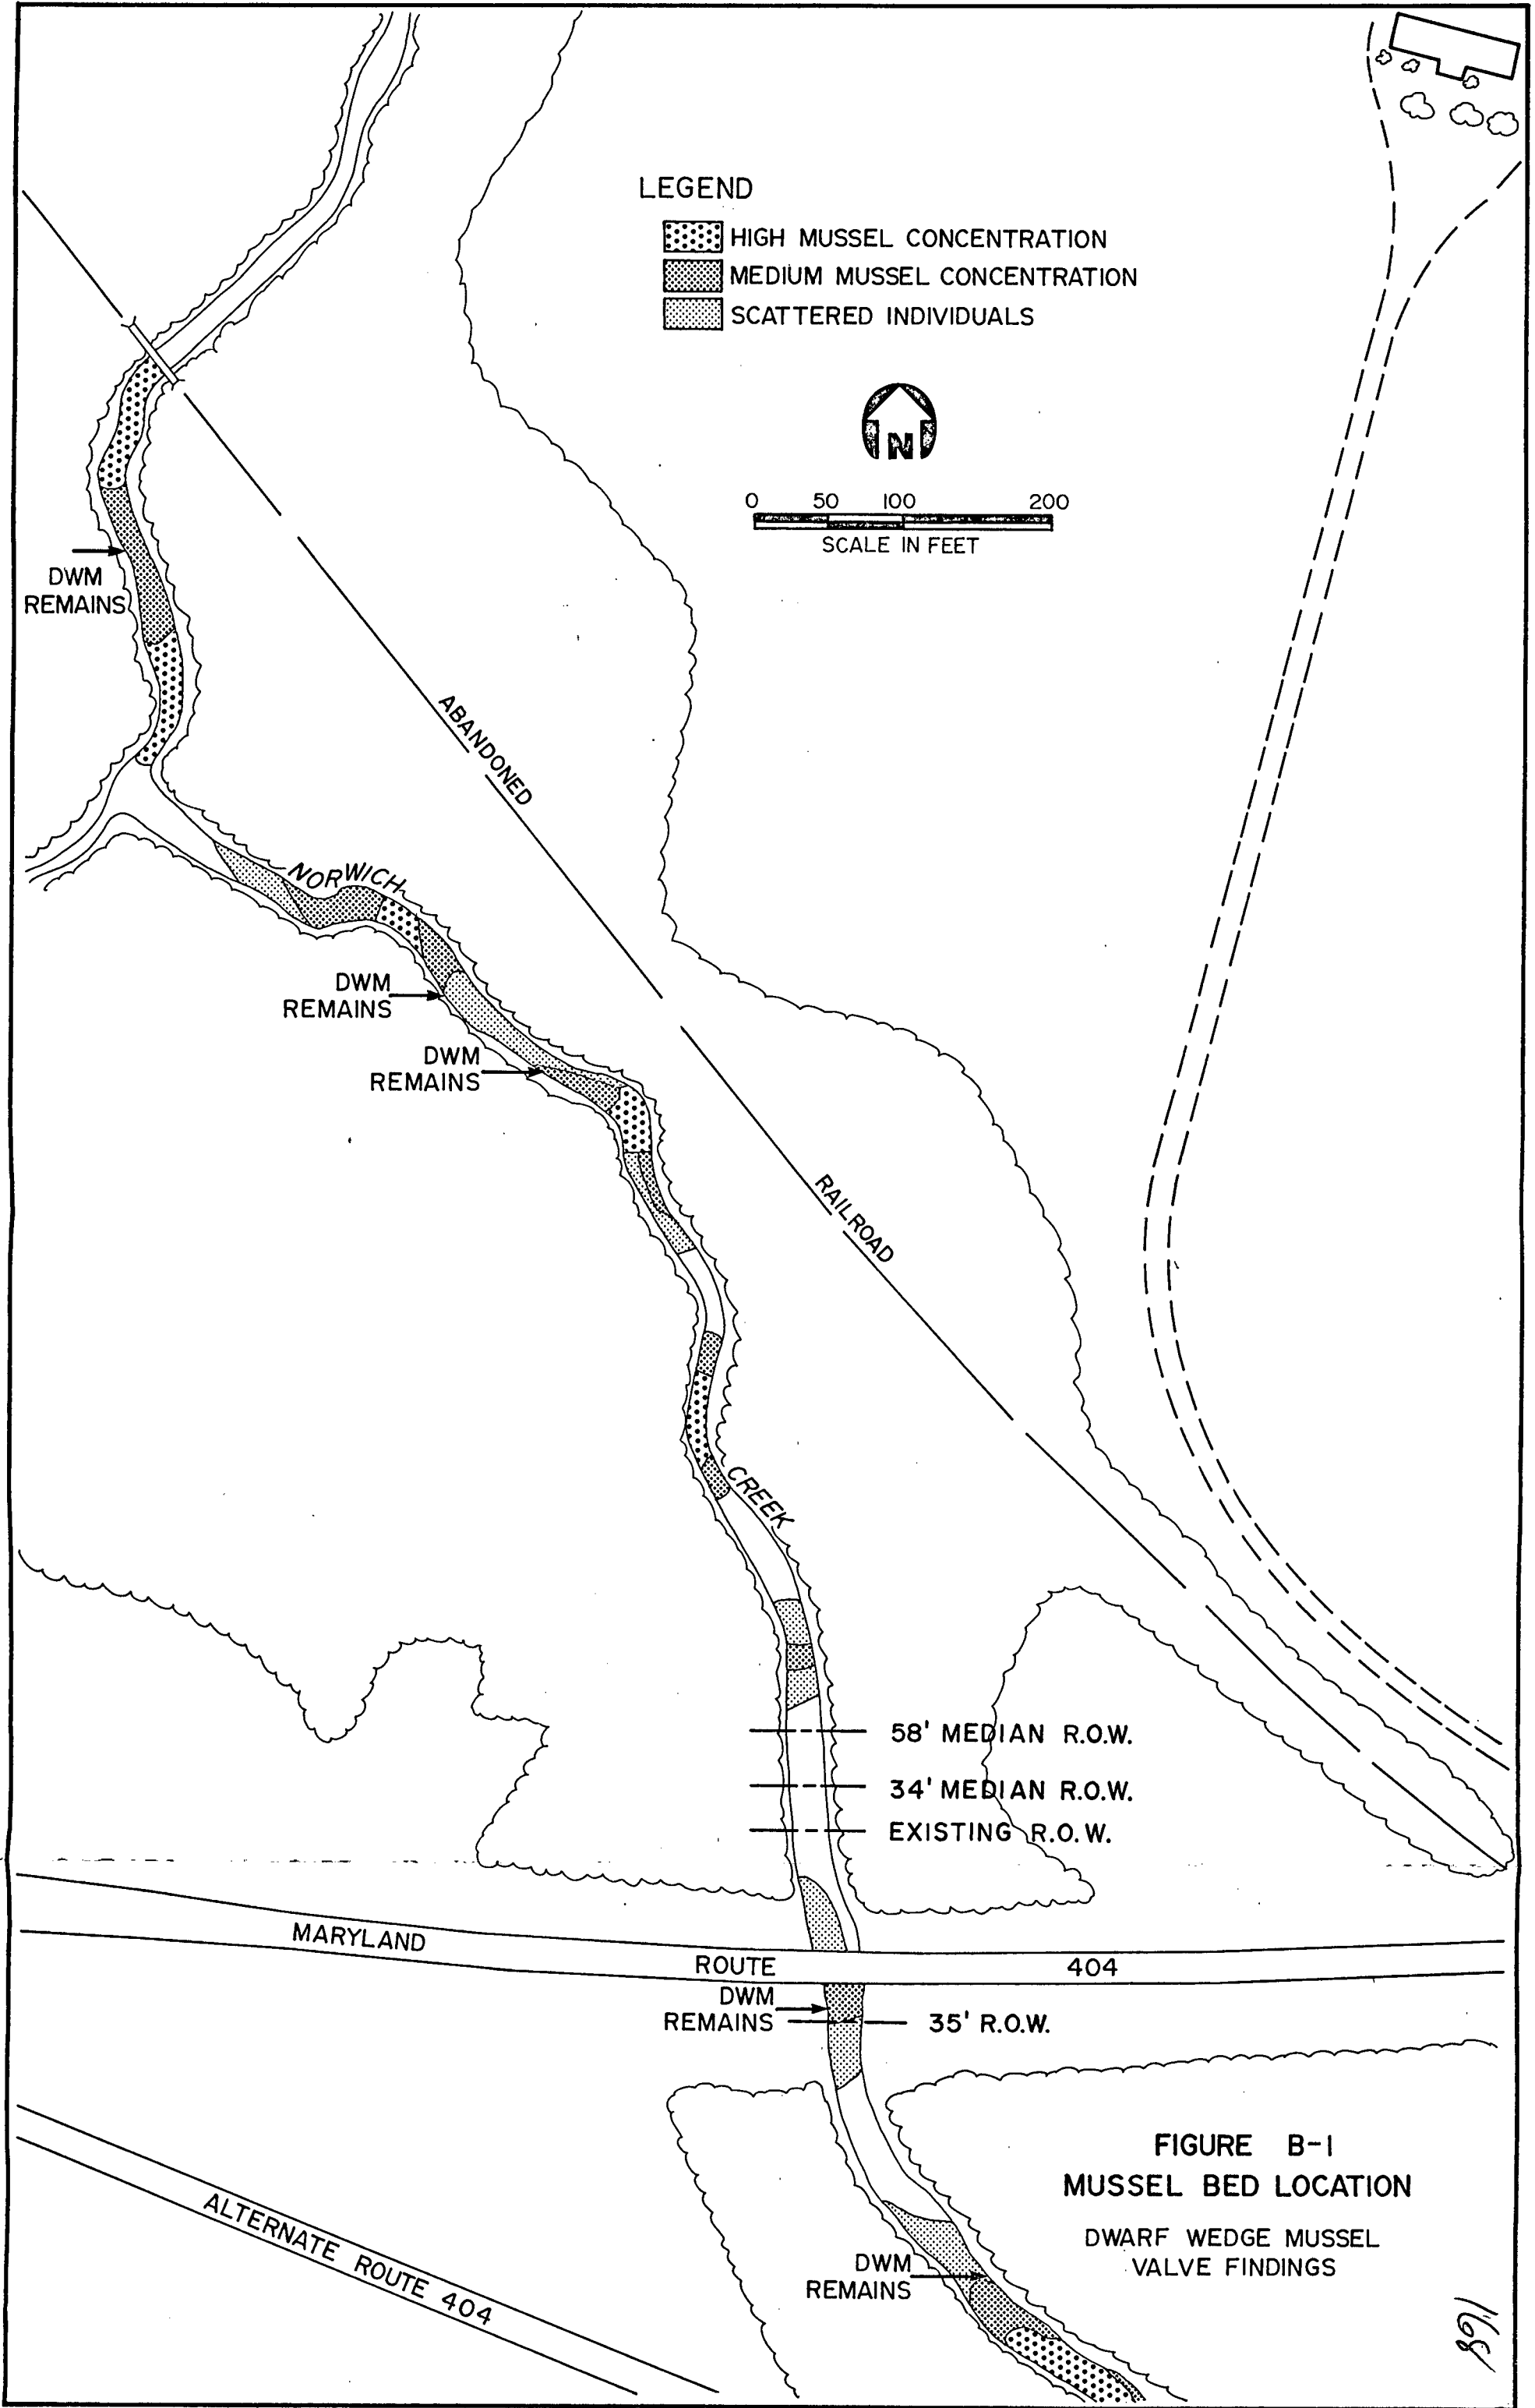 LEGEND
HIGH MUSSEL CONCENTRATION
MEDIUM MUSSEL CONCENTRATION
SCATTERED INDIVIDUALS
N
0 50 100 200
SCALE IN FEET
DWM
REMAINS
ABANDONED
NORWICH
DWM
REMAINS
DWM
REMAINS
RAILROAD
CREEK
58' MEDIAN R.O.W.
34' MEDIAN R.O.W.
EXISTING R.O.W.
MARYLAND
ROUTE
404
DWM
REMAINS
35' R.O.W.
FIGURE B-1
MUSSEL BED LOCATION
DWARF WEDGE MUSSEL
VALVE FINDINGS
ALTERNATE ROUTE 404
DWM
REMAINS
168